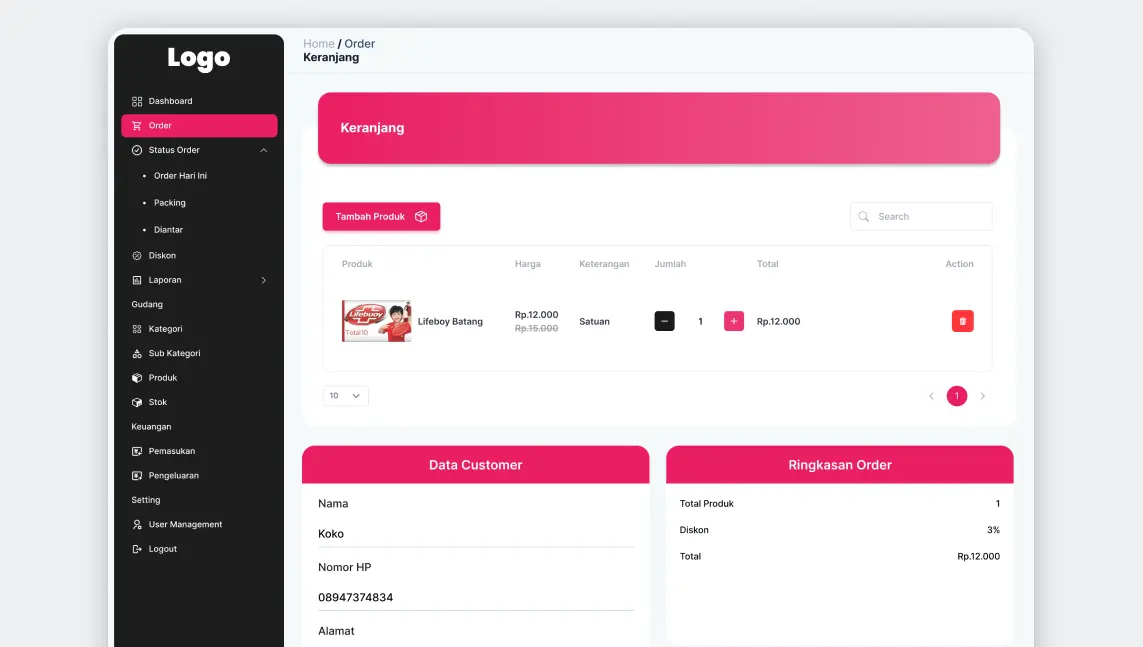 Logo
Home / Order
Keranjang
Dashboard
Order
Status Order
Order Hari Ini
Packing
Diantar
Diskon
Laporan
Gudang
Kategori
Sub Kategori
Produk
Stok
Keuangan
Pemasukan
Pengeluaran
Setting
User Management
Logout
Keranjang
Tambah Produk
Search
Produk Harga Keterangan Jumlah Total Action
Lifebuoy
Total 10
Lifeboy Batang
Rp.12.000
Rp.15.000
Satuan
1
Rp.12.000
10
1
Data Customer
Nama
Koko
Nomor HP
08947374834
Alamat
Ringkasan Order
Total Produk 1
Diskon 3%
Total Rp.12.000